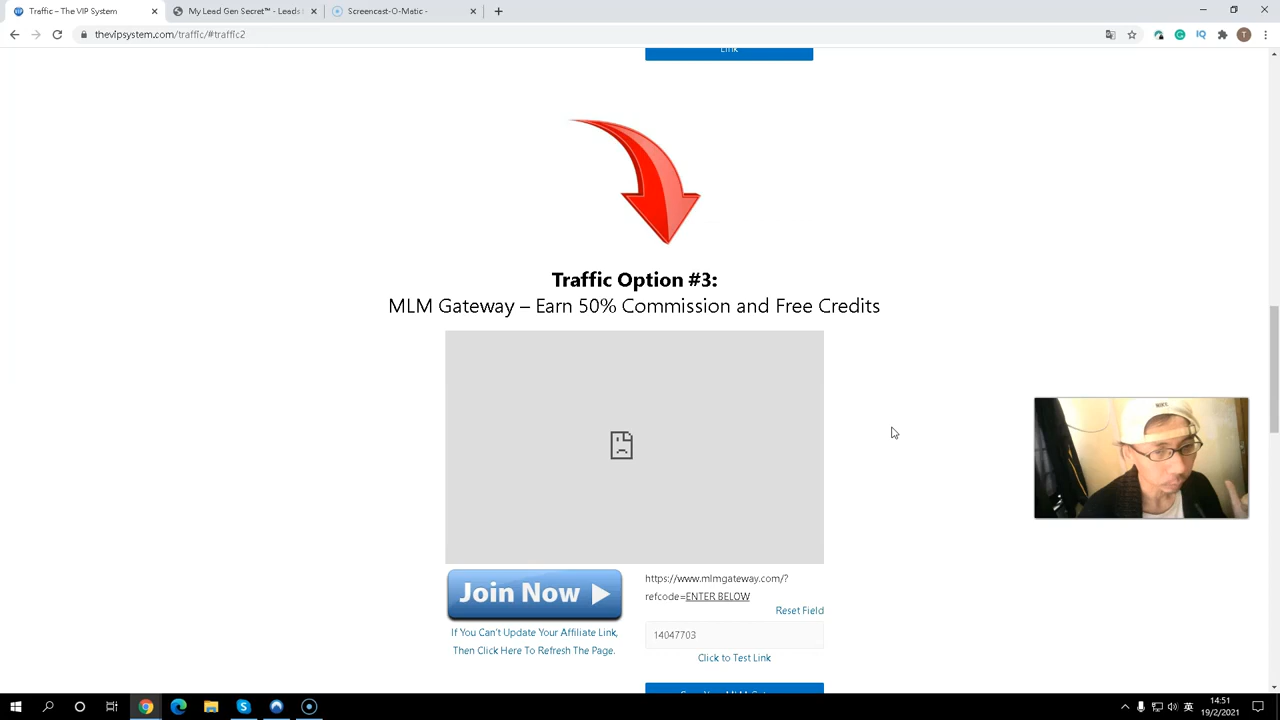 Traffic – The VIP System
My Lead Gen Secret™ - Leads
Screencast-O-Matic -
thevipsystem.com/traffic/#traffic2
T
Link
Traffic Option #3:
MLM Gateway – Earn 50% Commission and Free Credits
Join Now
https://www.mlmgateway.com/?
refcode=ENTER BELOW
Reset Field
If You Can't Update Your Affiliate Link,
Then Click Here To Refresh The Page.
14047703
Click to Test Link
14:51
19/2/2021
英